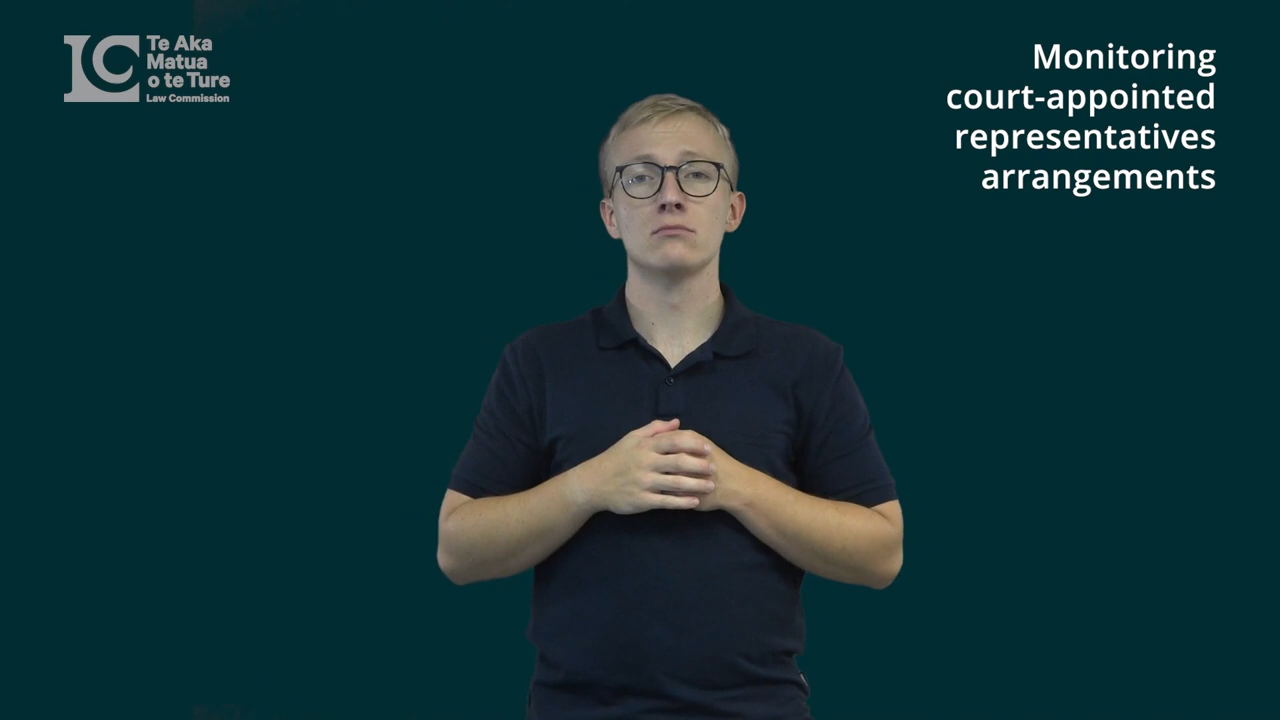 Te Aka
Matua
o te Ture
Law Commission
Monitoring
court-appointed
representatives
arrangements